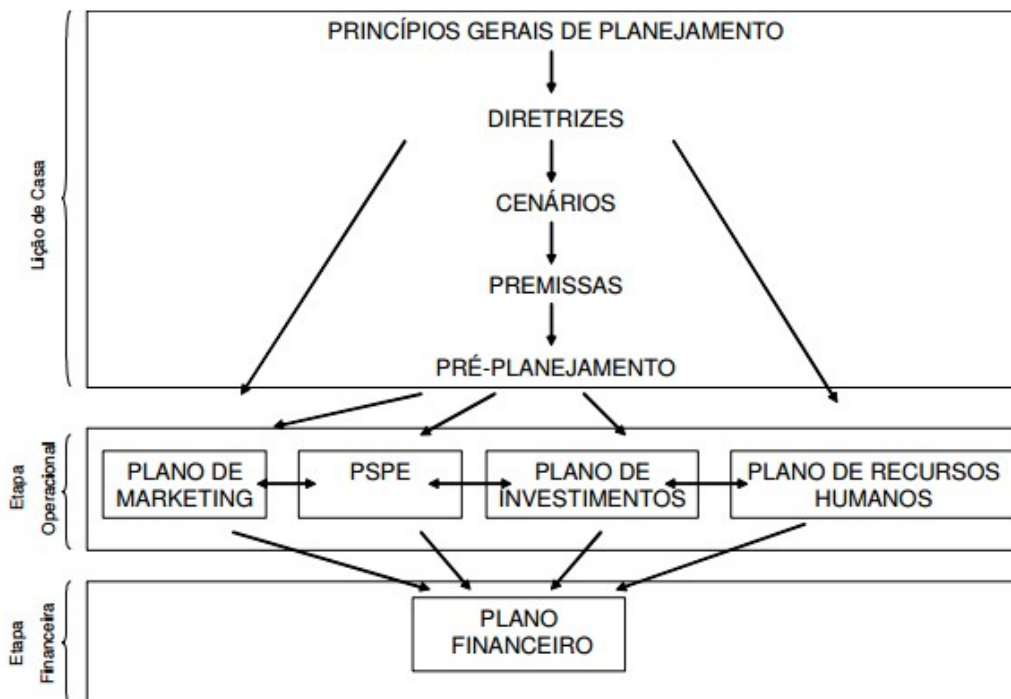 PRINCÍPIOS GERAIS DE PLANEJAMENTO
DIRETRIZES
CENÁRIOS
PREMISSAS
PRÉ-PLANEJAMENTO
Lição de Casa
PLANO DE
MARKETING
PSPE
PLANO DE
INVESTIMENTOS
PLANO DE RECURSOS
HUMANOS
Etapa
Operacional
PLANO
FINANCEIRO
Etapa
Financeira